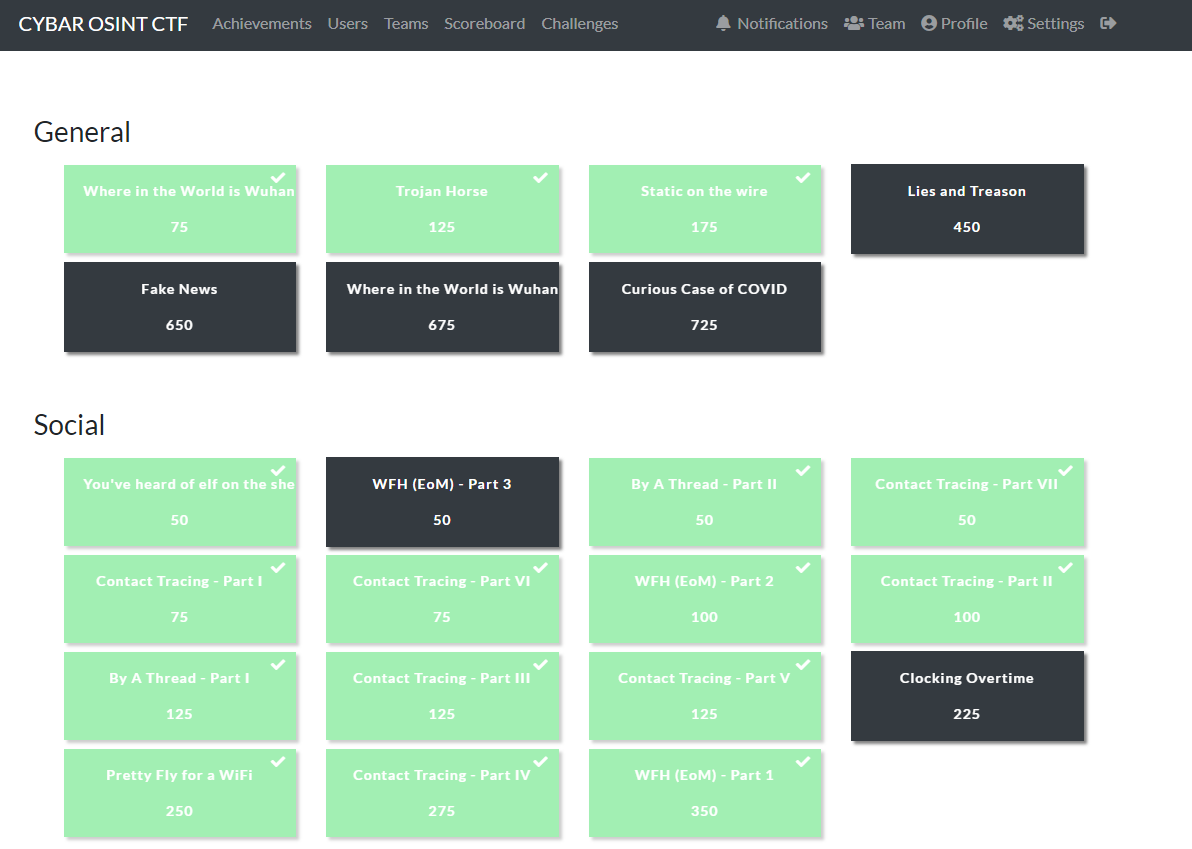 CYBAR OSINT CTF Achievements Users Teams Scoreboard Challenges Notifications Team Profile Settings
General
Where in the World is Wuhan Trojan Horse Static on the wire Lies and Treason
75 125 175 450
Fake News Where in the World is Wuhan Curious Case of COVID
650 675 725
Social
You've heard of elf on the she WFH (EoM) - Part 3 By A Thread - Part II Contact Tracing - Part VII
50 50 50 50
Contact Tracing - Part I Contact Tracing - Part VI WFH (EoM) - Part 2 Contact Tracing - Part II
75 75 100 100
By A Thread - Part I Contact Tracing - Part III Contact Tracing - Part V Clocking Overtime
125 125 125 225
Pretty Fly for a WiFi Contact Tracing - Part IV WFH (EoM) - Part 1
250 275 350